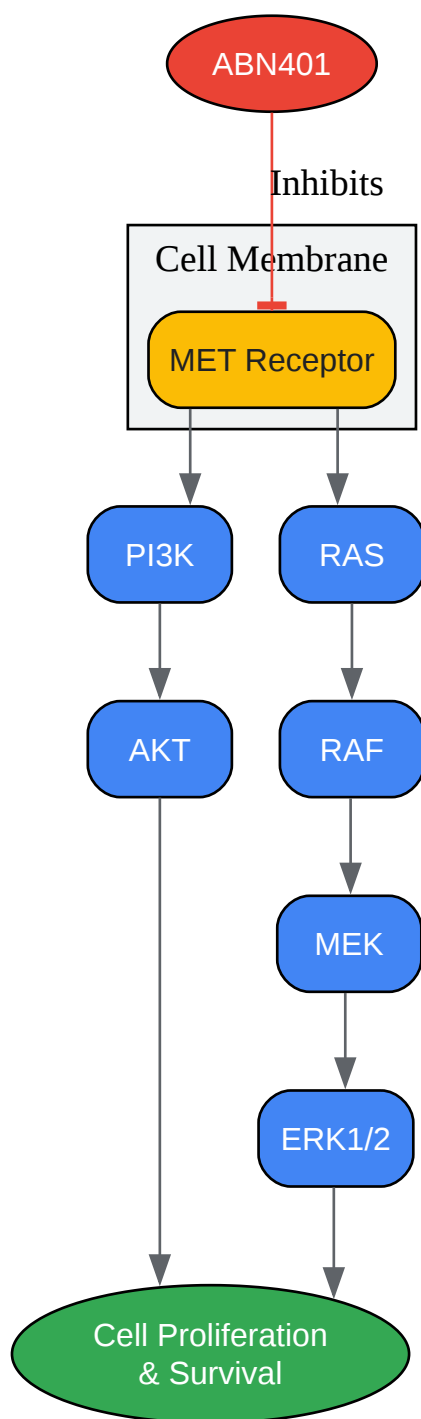 ABN401
Inhibits
Cell Membrane
MET Receptor
PI3K
RAS
AKT
RAF
MEK
ERK1/2
Cell Proliferation
& Survival